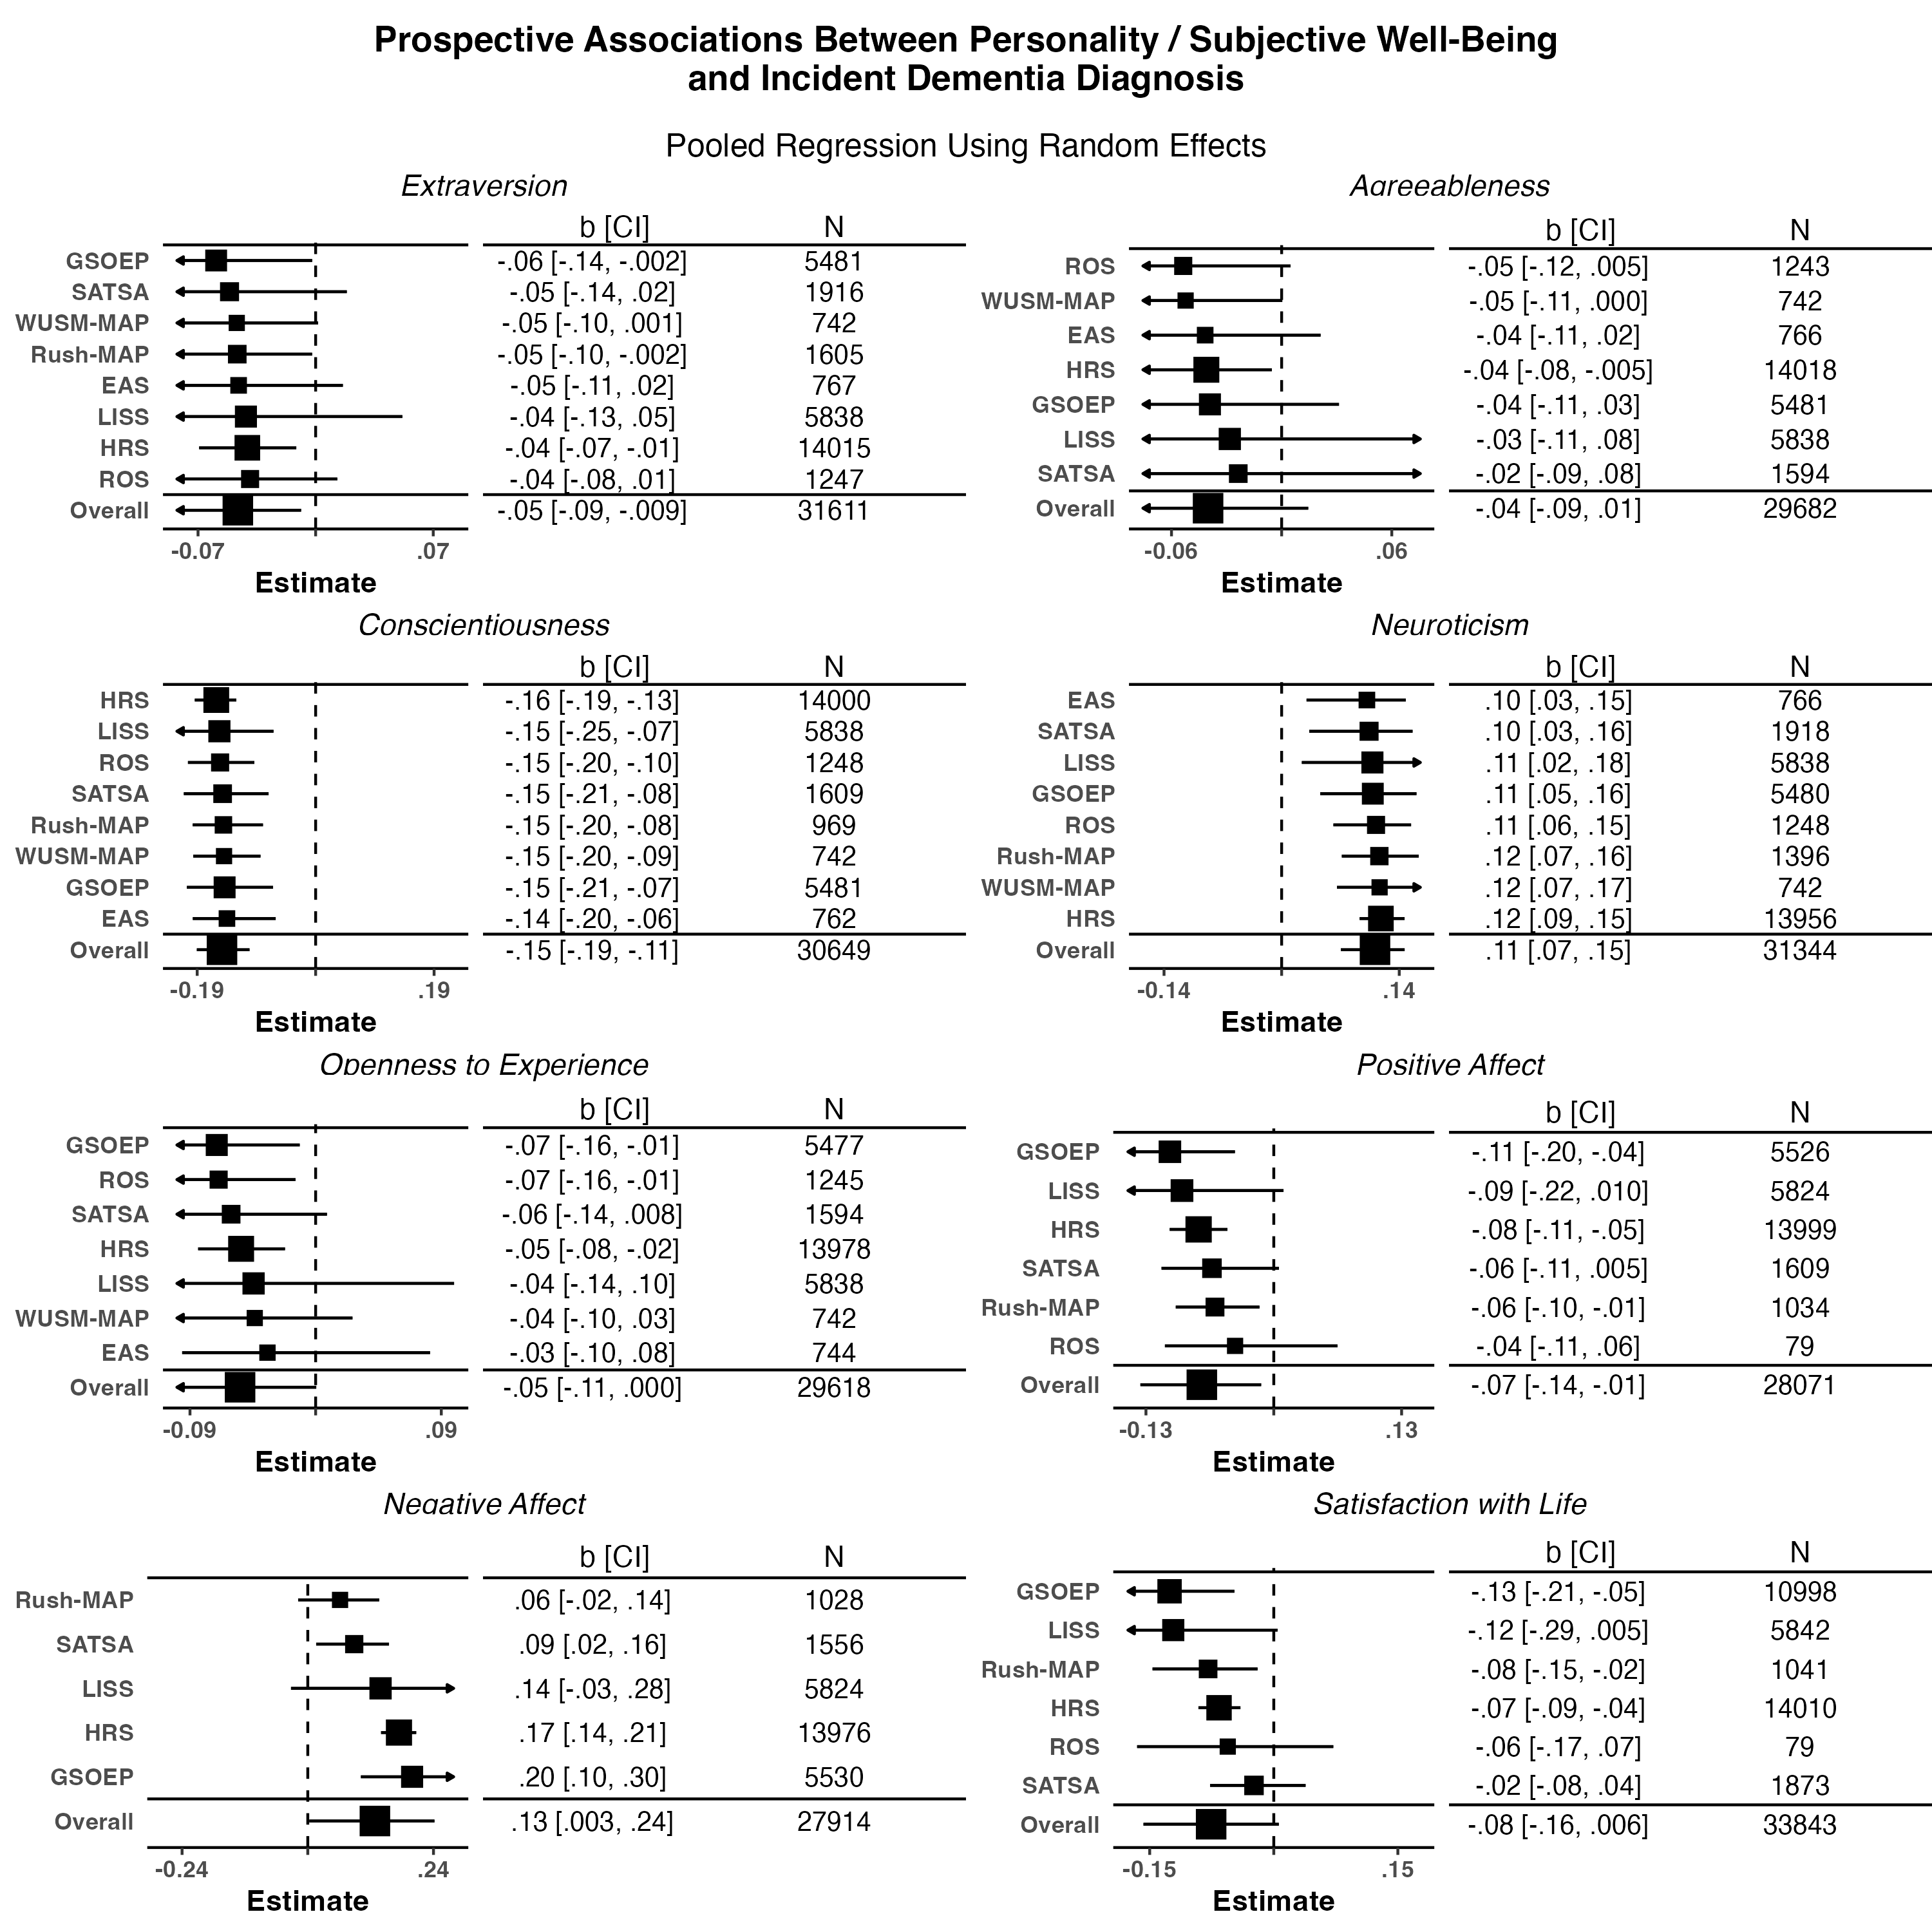 Prospective Associations Between Personality / Subjective Well-Being
and Incident Dementia Diagnosis
Pooled Regression Using Random Effects
Extraversion
b [CI] N
GSOEP -.06 [-.14, -.002] 5481
SATSA -.05 [-.14, .02] 1916
WUSM-MAP -.05 [-.10, .001] 742
Rush-MAP -.05 [-.10, -.002] 1605
EAS -.05 [-.11, .02] 767
LISS -.04 [-.13, .05] 5838
HRS -.04 [-.07, -.01] 14015
ROS -.04 [-.08, .01] 1247
Overall -.05 [-.09, -.009] 31611
-0.07 .07
Estimate
Agreeableness
b [CI] N
ROS -.05 [-.12, .005] 1243
WUSM-MAP -.05 [-.11, .000] 742
EAS -.04 [-.11, .02] 766
HRS -.04 [-.08, -.005] 14018
GSOEP -.04 [-.11, .03] 5481
LISS -.03 [-.11, .08] 5838
SATSA -.02 [-.09, .08] 1594
Overall -.04 [-.09, .01] 29682
-0.06 .06
Estimate
Conscientiousness
b [CI] N
HRS -.16 [-.19, -.13] 14000
LISS -.15 [-.25, -.07] 5838
ROS -.15 [-.20, -.10] 1248
SATSA -.15 [-.21, -.08] 1609
Rush-MAP -.15 [-.20, -.08] 969
WUSM-MAP -.15 [-.20, -.09] 742
GSOEP -.15 [-.21, -.07] 5481
EAS -.14 [-.20, -.06] 762
Overall -.15 [-.19, -.11] 30649
-0.19 .19
Estimate
Neuroticism
b [CI] N
EAS .10 [.03, .15] 766
SATSA .10 [.03, .16] 1918
LISS .11 [.02, .18] 5838
GSOEP .11 [.05, .16] 5480
ROS .11 [.06, .15] 1248
Rush-MAP .12 [.07, .16] 1396
WUSM-MAP .12 [.07, .17] 742
HRS .12 [.09, .15] 13956
Overall .11 [.07, .15] 31344
-0.14 .14
Estimate
Openness to Experience
b [CI] N
GSOEP -.07 [-.16, -.01] 5477
ROS -.07 [-.16, -.01] 1245
SATSA -.06 [-.14, .008] 1594
HRS -.05 [-.08, -.02] 13978
LISS -.04 [-.14, .10] 5838
WUSM-MAP -.04 [-.10, .03] 742
EAS -.03 [-.10, .08] 744
Overall -.05 [-.11, .000] 29618
-0.09 .09
Estimate
Positive Affect
b [CI] N
GSOEP -.11 [-.20, -.04] 5526
LISS -.09 [-.22, .010] 5824
HRS -.08 [-.11, -.05] 13999
SATSA -.06 [-.11, .005] 1609
Rush-MAP -.06 [-.10, -.01] 1034
ROS -.04 [-.11, .06] 79
Overall -.07 [-.14, -.01] 28071
-0.13 .13
Estimate
Negative Affect
b [CI] N
Rush-MAP .06 [-.02, .14] 1028
SATSA .09 [.02, .16] 1556
LISS .14 [-.03, .28] 5824
HRS .17 [.14, .21] 13976
GSOEP .20 [.10, .30] 5530
Overall .13 [.003, .24] 27914
-0.24 .24
Estimate
Satisfaction with Life
b [CI] N
GSOEP -.13 [-.21, -.05] 10998
LISS -.12 [-.29, .005] 5842
Rush-MAP -.08 [-.15, -.02] 1041
HRS -.07 [-.09, -.04] 14010
ROS -.06 [-.17, .07] 79
SATSA -.02 [-.08, .04] 1873
Overall -.08 [-.16, .006] 33843
-0.15 .15
Estimate